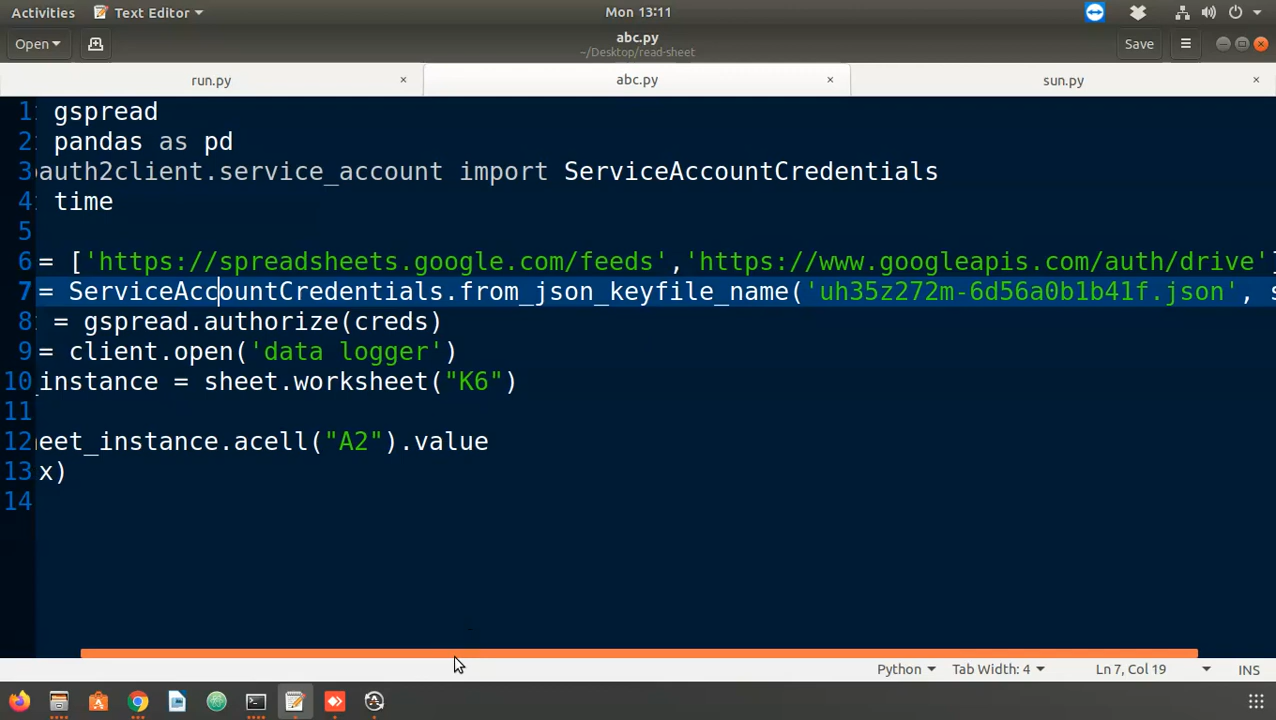 Activities Text Editor Mon 13:11
Open abc.py Save
~/Desktop/read-sheet
run.py abc.py sun.py
1 gspread
2 pandas as pd
3 auth2client.service_account import ServiceAccountCredentials
4 time
5
6 = ['https://spreadsheets.google.com/feeds','https://www.googleapis.com/auth/drive']
7 = ServiceAccountCredentials.from_json_keyfile_name('uh35z272m-6d56a0b1b41f.json', s
8 = gspread.authorize(creds)
9 = client.open('data logger')
10 _instance = sheet.worksheet("K6")
11
12 eet_instance.acell("A2").value
13 x)
14
Python Tab Width: 4 Ln 7, Col 19 INS